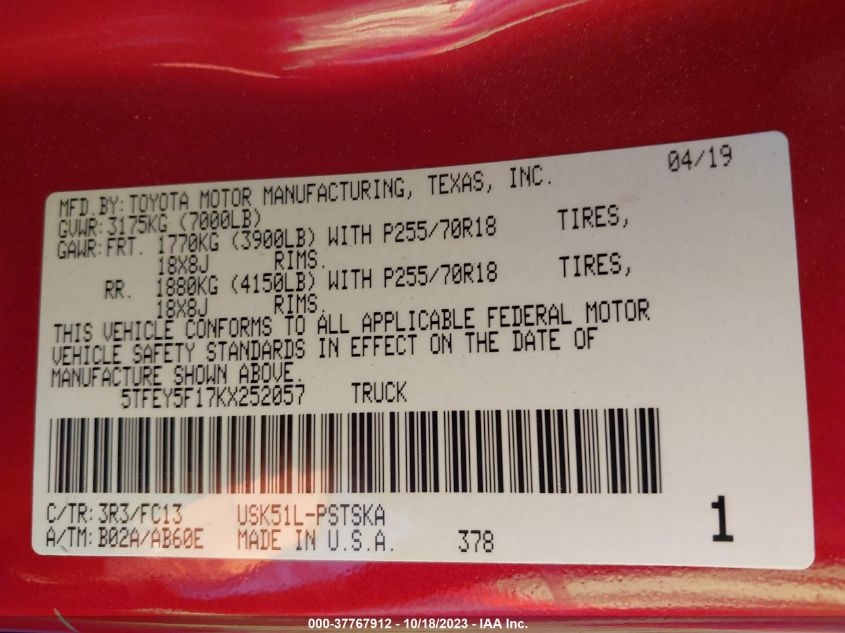 04/19
MFD.BY: TOYOTA MOTOR MANUFACTURING, TEXAS, INC.
GVWR: 3175KG (7000LB)
GAWR: FRT. 1770KG (3900LB) WITH P255/70R18 TIRES,
18X8J RIMS.
RR. 1880KG (4150LB) WITH P255/70R18 TIRES,
18X8J RIMS.
THIS VEHICLE CONFORMS TO ALL APPLICABLE FEDERAL MOTOR
VEHICLE SAFETY STANDARDS IN EFFECT ON THE DATE OF
MANUFACTURE SHOWN ABOVE.
5TFEY5F17KX252057 TRUCK
C/TR: 3R3/FC13 USK51L-PSTSKA
A/TM: B02A/AB60E MADE IN U.S.A. 378 1
000-37767912 - 10/18/2023 - IAA Inc.